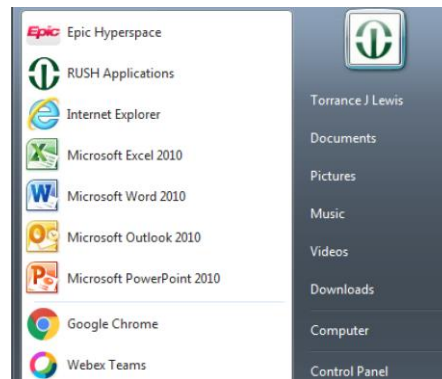 Epic Epic Hyperspace
RUSH Applications
Internet Explorer
Microsoft Excel 2010
Microsoft Word 2010
Microsoft Outlook 2010
Microsoft PowerPoint 2010
Google Chrome
Webex Teams
Torrance J Lewis
Documents
Pictures
Music
Videos
Downloads
Computer
Control Panel